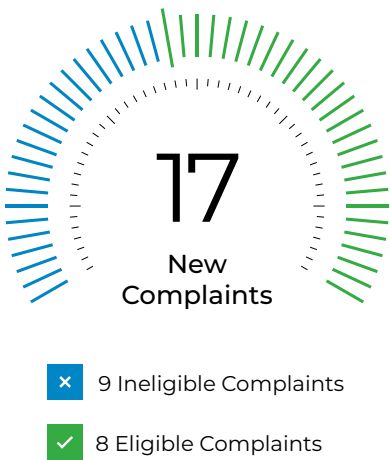 17
New
Complaints
9 Ineligible Complaints
8 Eligible Complaints